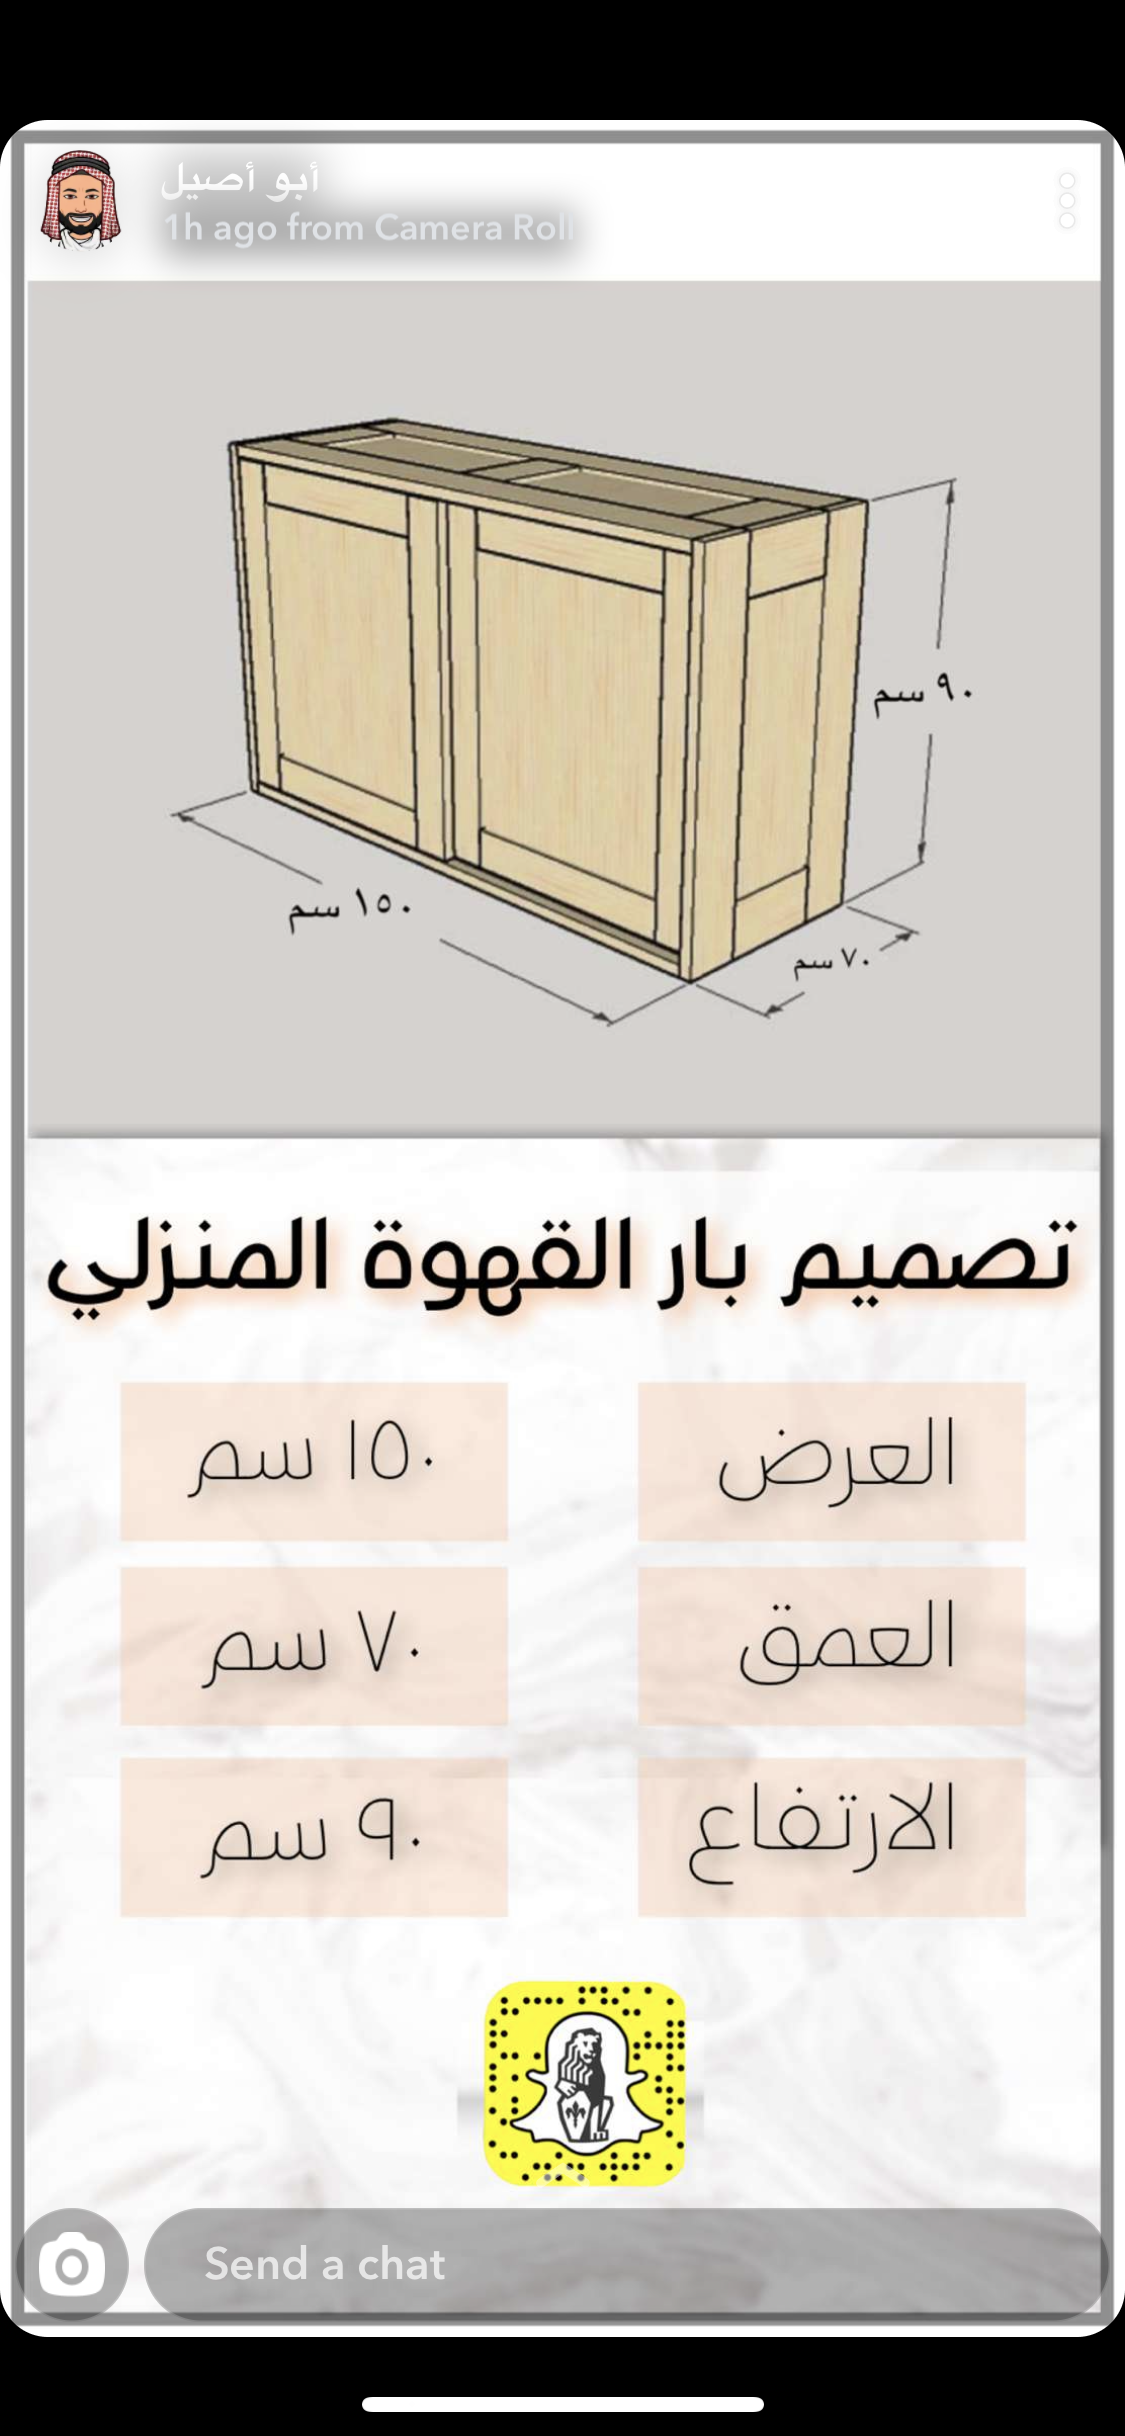 أبو أصيل
1h ago from Camera Roll
٩٠ سم
١٥٠ سم
٧٠ سم
تصميم بار القهوة المنزلي
العرض ١٥٠ سم
العمق ٧٠ سم
الارتفاع ٩٠ سم
Send a chat